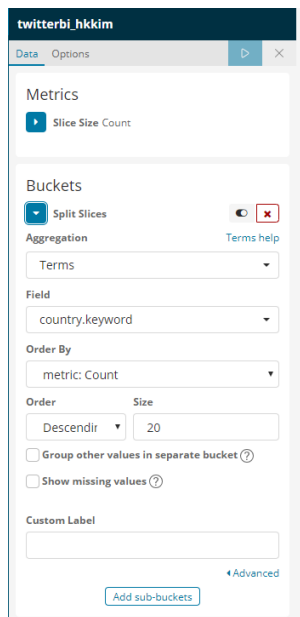 twitterbi_hkkim
Data Options
Metrics
Slice Size Count
Buckets
Split Slices
Aggregation Terms help
Terms
Field
country.keyword
Order By
metric: Count
Order Size
Descendir 20
Group other values in separate bucket ?
Show missing values ?
Custom Label
Advanced
Add sub-buckets